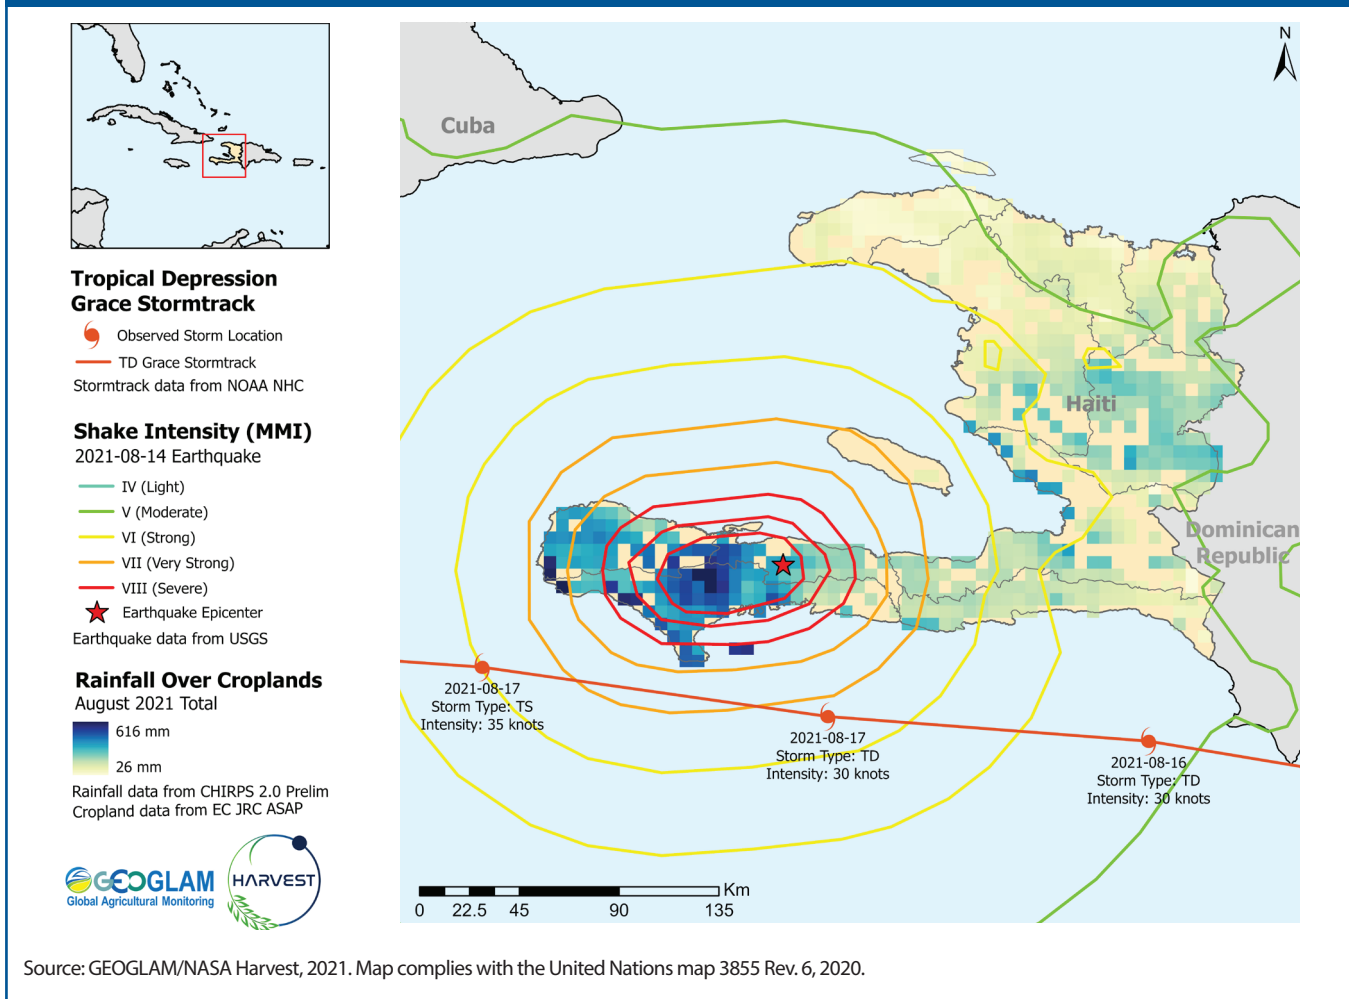 Tropical Depression
Grace Stormtrack
Observed Storm Location
TD Grace Stormtrack
Stormtrack data from NOAA NHC
Shake Intensity (MMI)
2021-08-14 Earthquake
IV (Light)
V (Moderate)
VI (Strong)
VII (Very Strong)
VIII (Severe)
Earthquake Epicenter
Earthquake data from USGS
Rainfall Over Croplands
August 2021 Total
616 mm
26 mm
Rainfall data from CHIRPS 2.0 Prelim
Cropland data from EC JRC ASAP
GEOGLAM
Global Agricultural Monitoring
HARVEST
N
Cuba
Haiti
Dominican
Republic
2021-08-17
Storm Type: TS
Intensity: 35 knots
2021-08-17
Storm Type: TD
Intensity: 30 knots
2021-08-16
Storm Type: TD
Intensity: 30 knots
Km
0 22.5 45 90 135
Source: GEOGLAM/NASA Harvest, 2021. Map complies with the United Nations map 3855 Rev. 6, 2020.